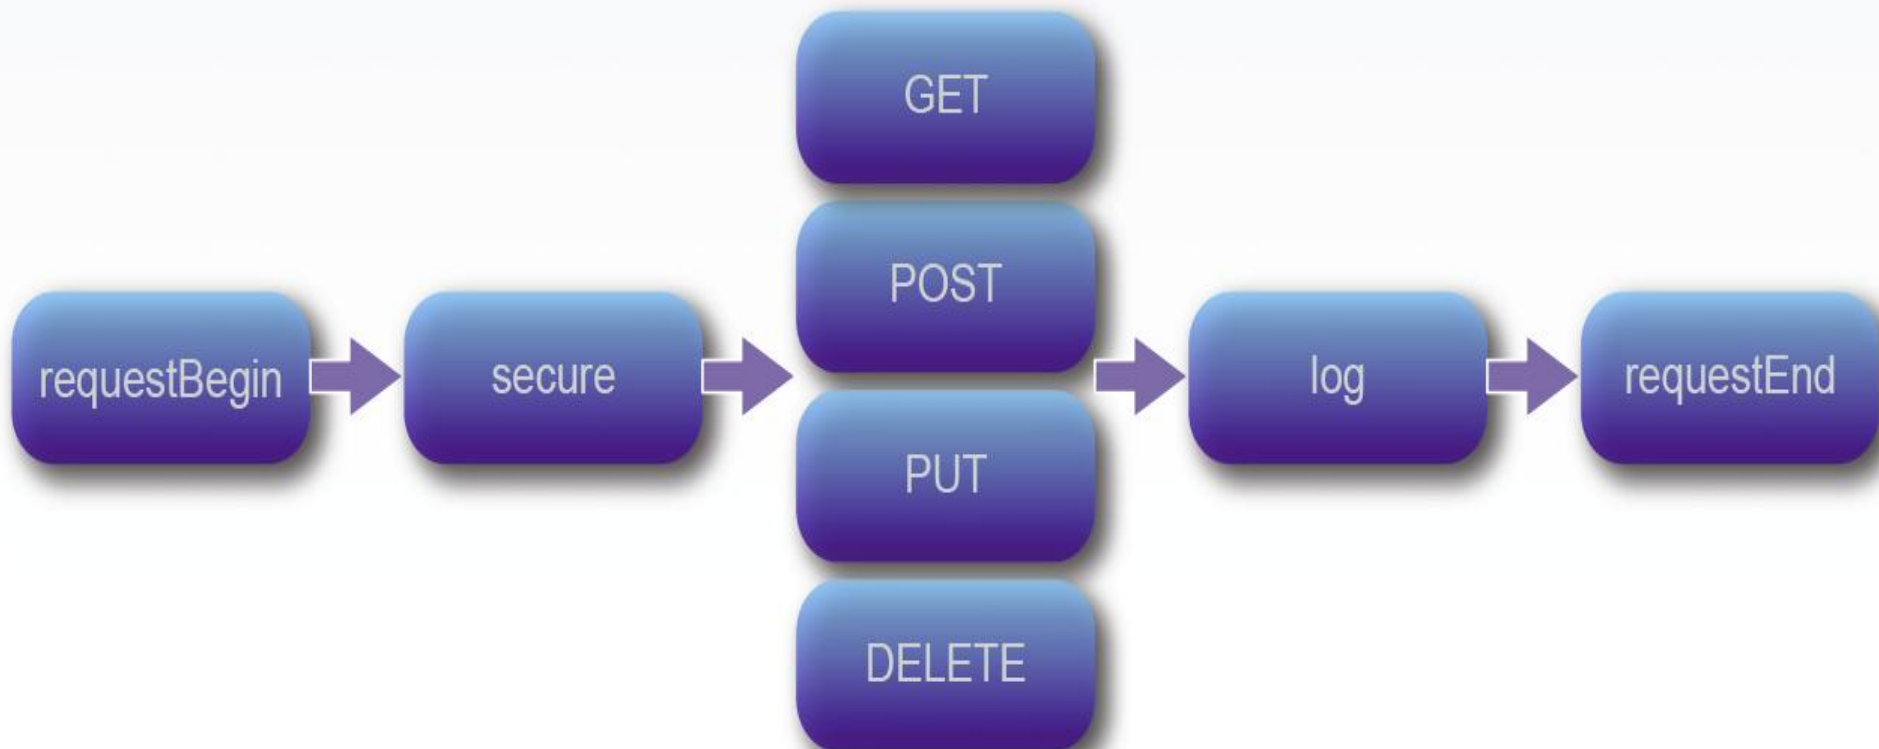 requestBegin
secure
GET
POST
PUT
DELETE
log
requestEnd